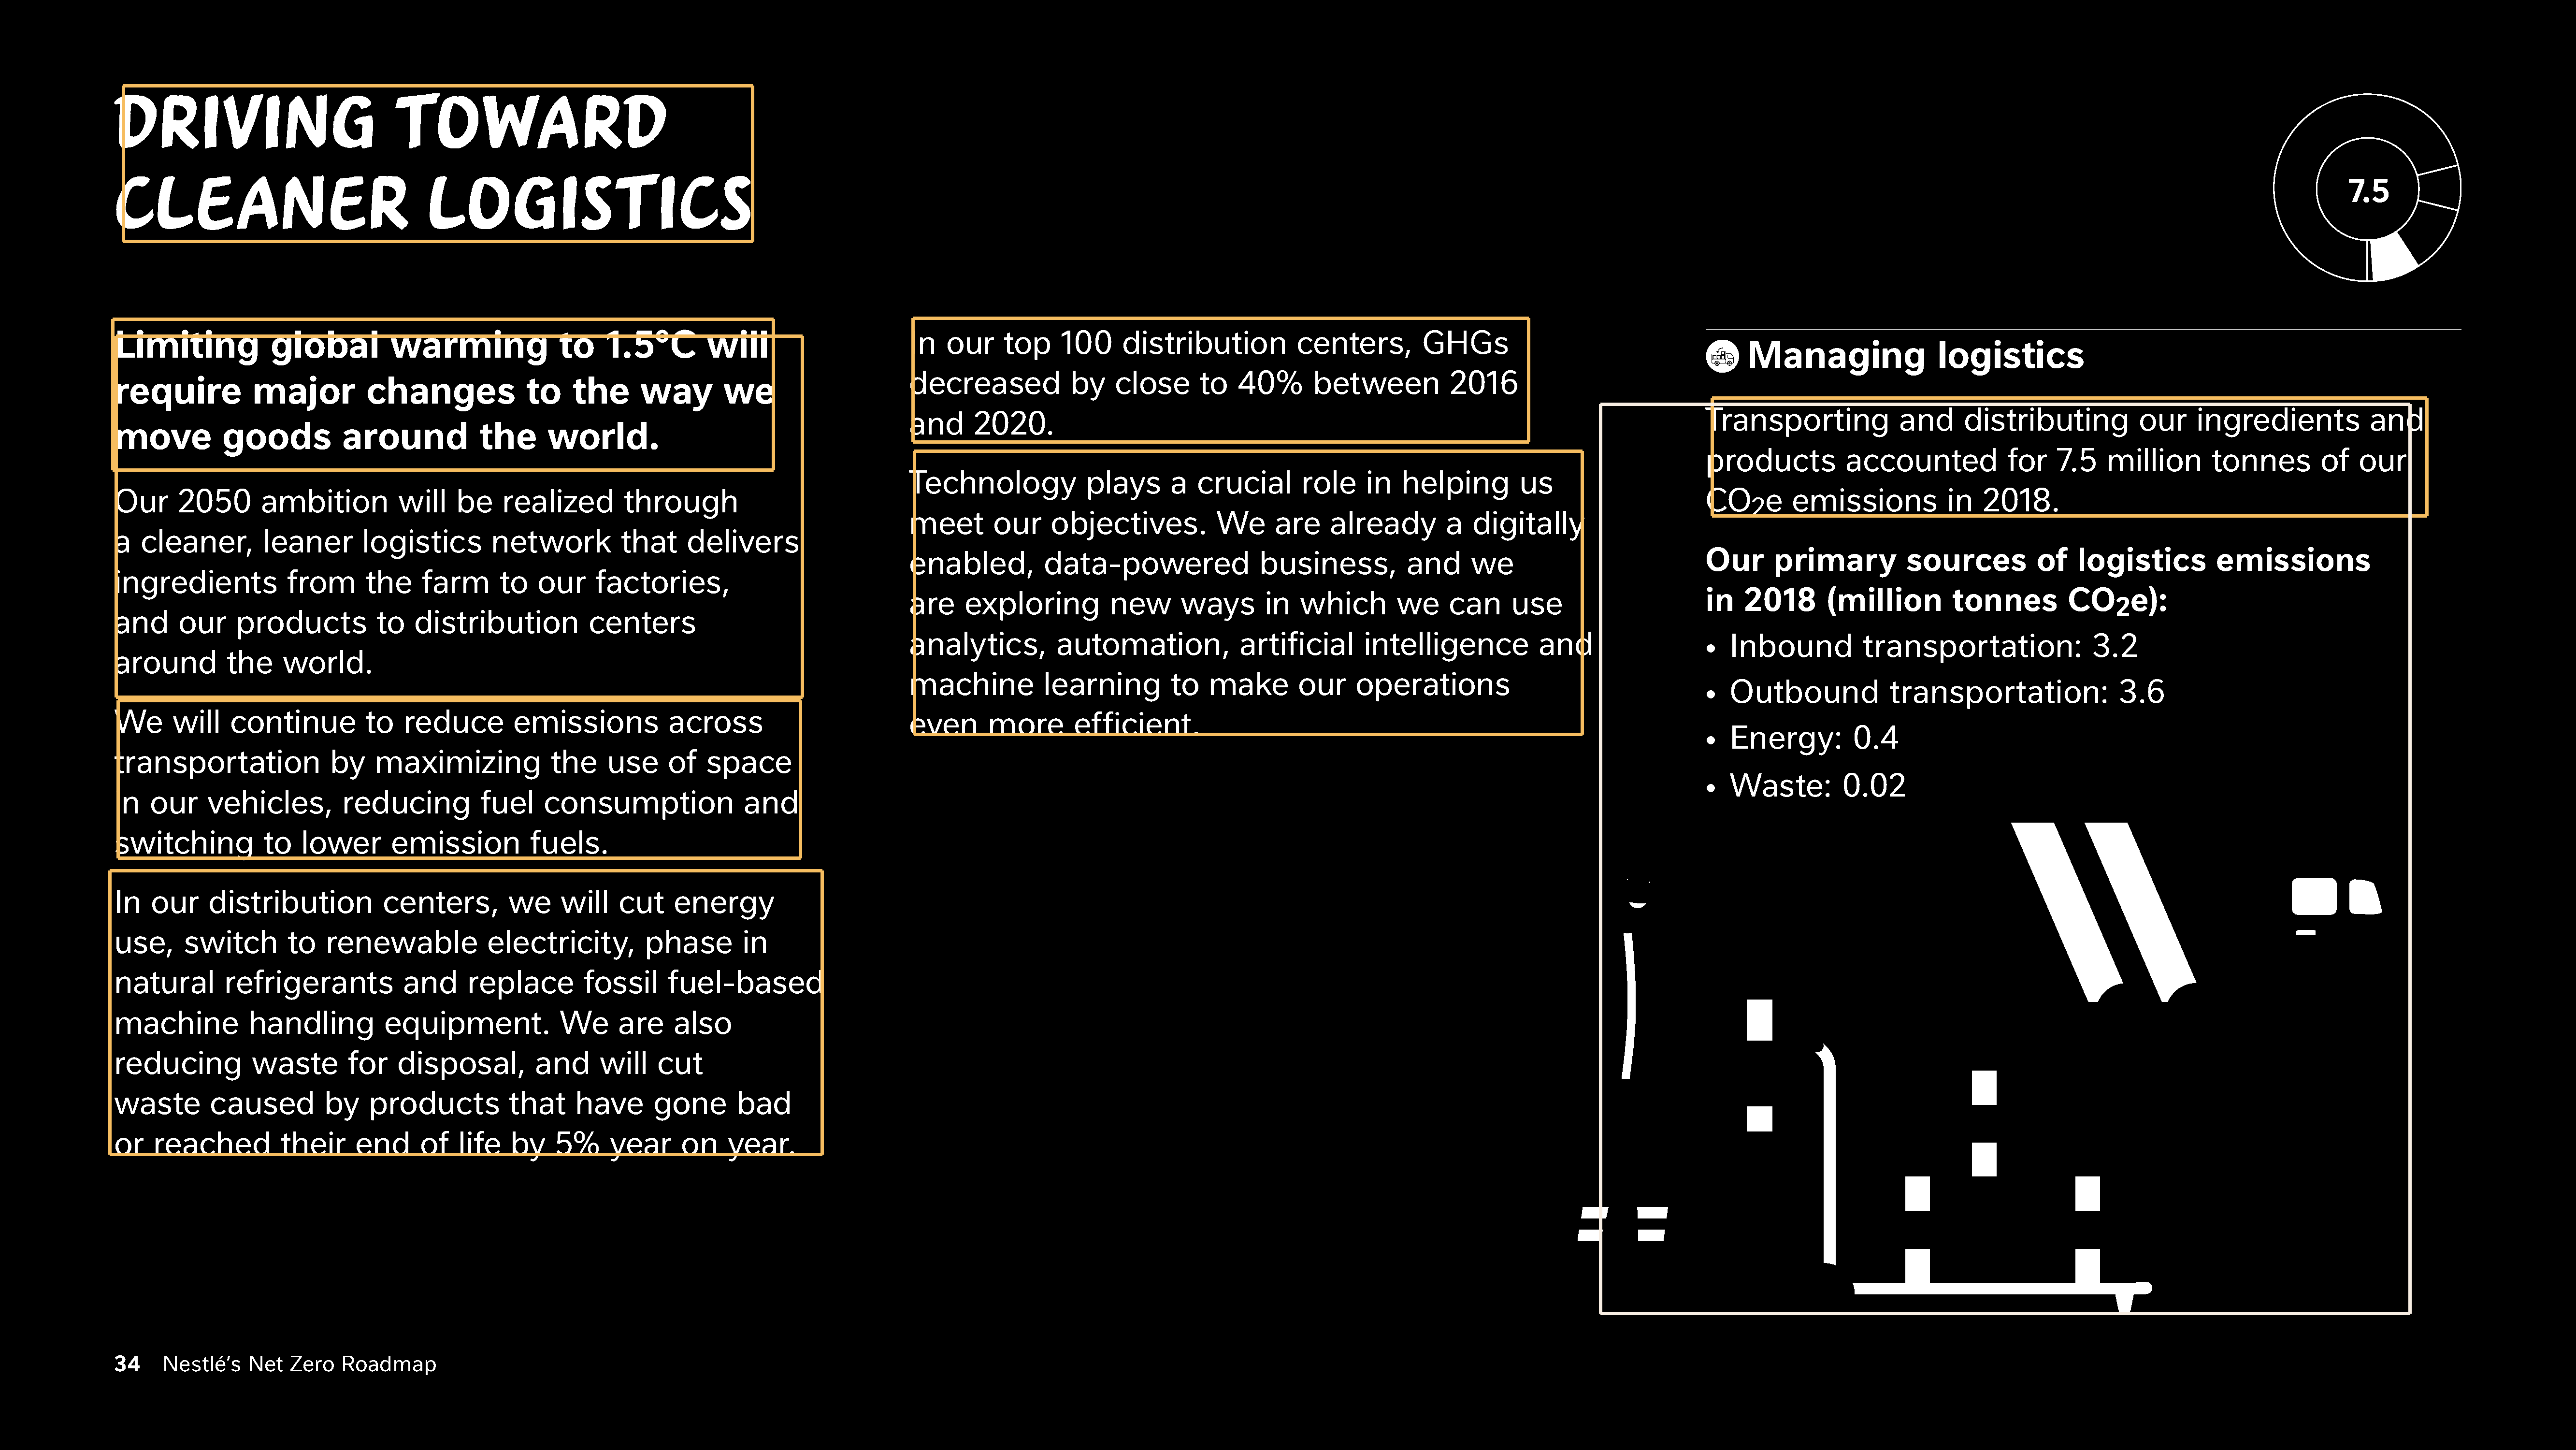 DRIVING TOWARD
CLEANER LOGISTICS
Limiting global warming to 1.5°C will
require major changes to the way we
move goods around the world.
Our 2050 ambition will be realized through
a cleaner, leaner logistics network that delivers
ingredients from the farm to our factories,
and our products to distribution centers
around the world.
We will continue to reduce emissions across
transportation by maximizing the use of space
in our vehicles, reducing fuel consumption and
switching to lower emission fuels.
In our distribution centers, we will cut energy
use, switch to renewable electricity, phase in
natural refrigerants and replace fossil fuel-based
machine handling equipment. We are also
reducing waste for disposal, and will cut
waste caused by products that have gone bad
or reached their end of life by 5% year on year.
In our top 100 distribution centers, GHGs
decreased by close to 40% between 2016
and 2020.
Technology plays a crucial role in helping us
meet our objectives. We are already a digitally
enabled, data-powered business, and we
are exploring new ways in which we can use
analytics, automation, artificial intelligence and
machine learning to make our operations
even more efficient.
7.5
Managing logistics
Transporting and distributing our ingredients and
products accounted for 7.5 million tonnes of our
CO₂e emissions in 2018.
Our primary sources of logistics emissions
in 2018 (million tonnes CO₂e):
• Inbound transportation: 3.2
• Outbound transportation: 3.6
• Energy: 0.4
• Waste: 0.02
34 Nestlé’s Net Zero Roadmap